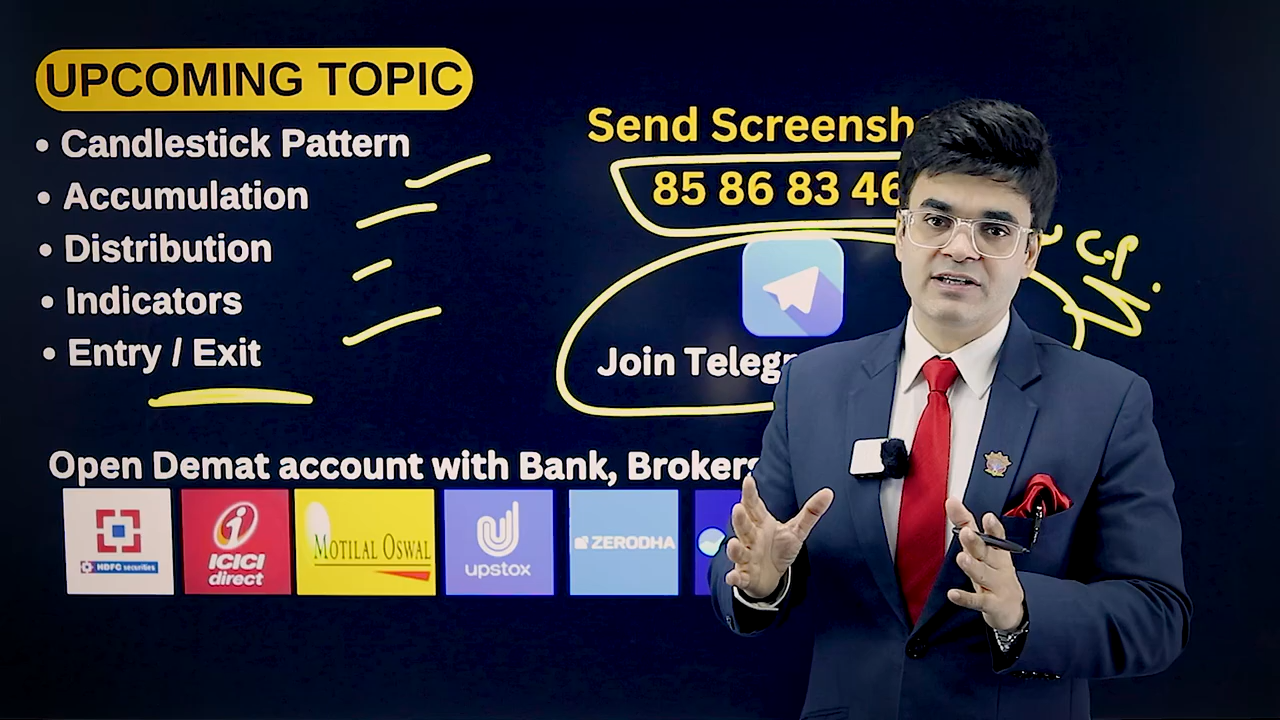 UPCOMING TOPIC
• Candlestick Pattern
• Accumulation
• Distribution
• Indicators
• Entry / Exit
Send Screensh
85 86 83 46
C.P
Join Telegr
Open Demat account with Bank, Brokers
HDFC securities
ICICI direct
MOTILAL OSWAL
upstox
ZERODHA